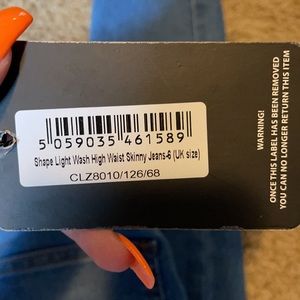 5 059035 461589
Shape Light Wash High Waist Skinny Jeans-6 (UK size)
CLZ8010/126/68
WARNING!
ONCE THIS LABEL HAS BEEN REMOVED
YOU CAN NO LONGER RETURN THIS ITEM